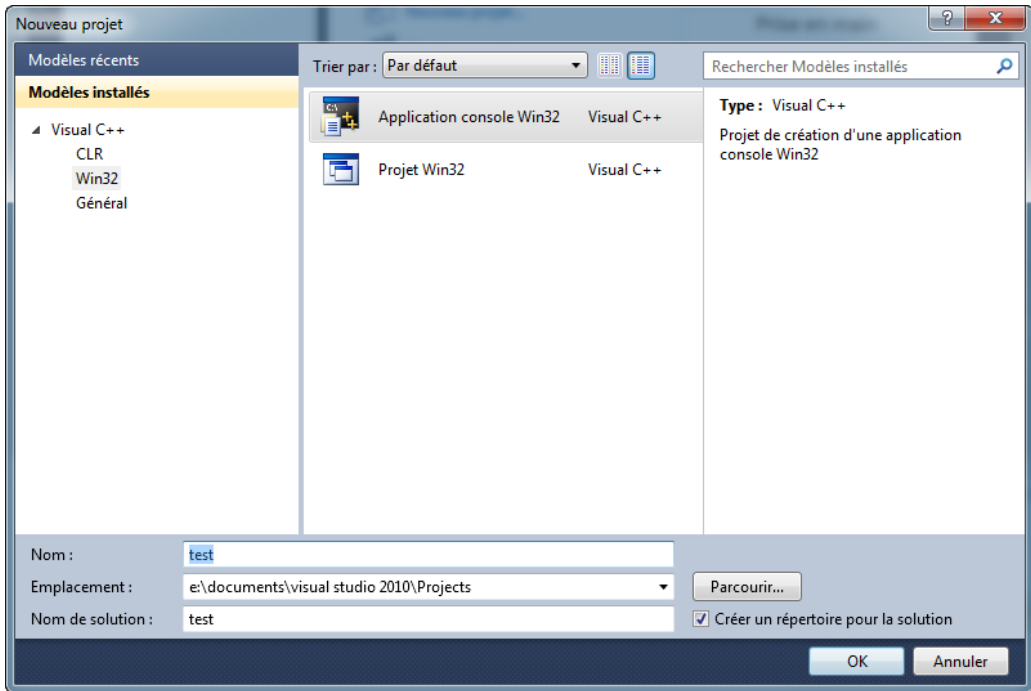 Nouveau projet
Modèles récents
Modèles installés
Visual C++
CLR
Win32
Général
Trier par : Par défaut
Application console Win32 Visual C++
Projet Win32 Visual C++
Rechercher Modèles installés
Type : Visual C++
Projet de création d'une application
console Win32
Nom : test
Emplacement : e:\documents\visual studio 2010\Projects Parcourir...
Nom de solution : test Créer un répertoire pour la solution
OK Annuler